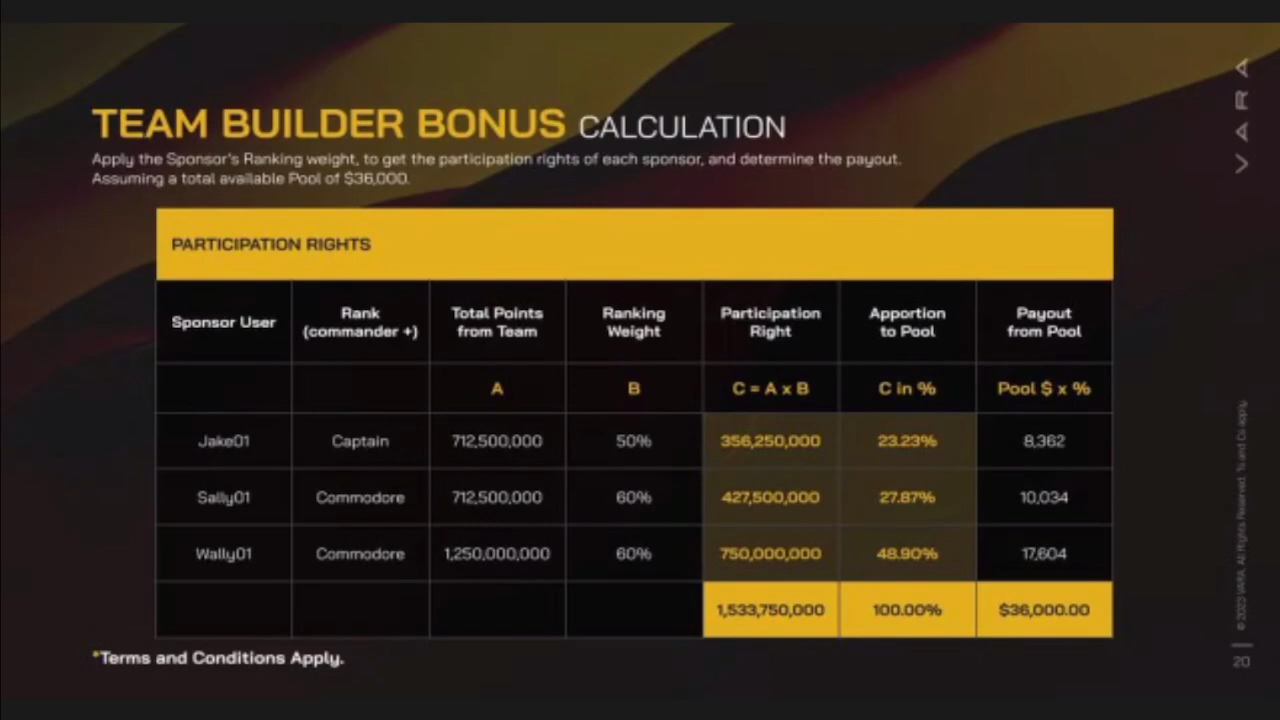 TEAM BUILDER BONUS CALCULATION
Apply the Sponsor's Ranking weight, to get the participation rights of each sponsor, and determine the payout.
Assuming a total available Pool of $36,000.
VARA
PARTICIPATION RIGHTS
Sponsor User Rank (commander +) Total Points from Team Ranking Weight Participation Right Apportion to Pool Payout from Pool
A B C = A x B C in % Pool $ x %
Jake01 Captain 712,500,000 50% 356,250,000 23.23% 8,362
Sally01 Commodore 712,500,000 60% 427,500,000 27.87% 10,034
Wally01 Commodore 1,250,000,000 60% 750,000,000 48.90% 17,604
1,533,750,000 100.00% $36,000.00
*Terms and Conditions Apply.
All Rights Reserved.
20